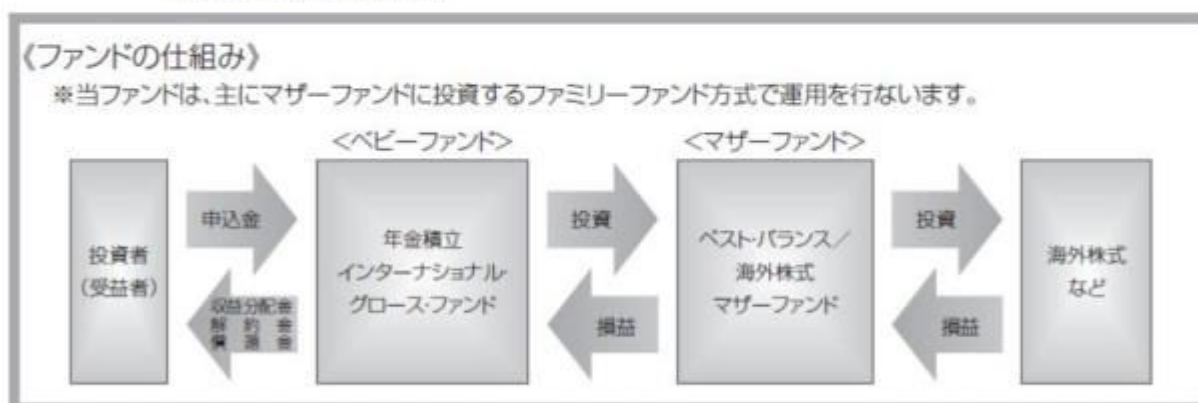 《ファンドの仕組み》
※当ファンドは、主にマザーファンドに投資するファミリーファンド方式で運用を行ないます。
<ベビーファンド>
<マザーファンド>
投資者
(受益者)
申込金
収益分配金
解約金
償還金
年金積立
インターナショナル・
グロース・ファンド
投資
損益
ベスト・バランス/
海外株式
マザーファンド
投資
損益
海外株式
など